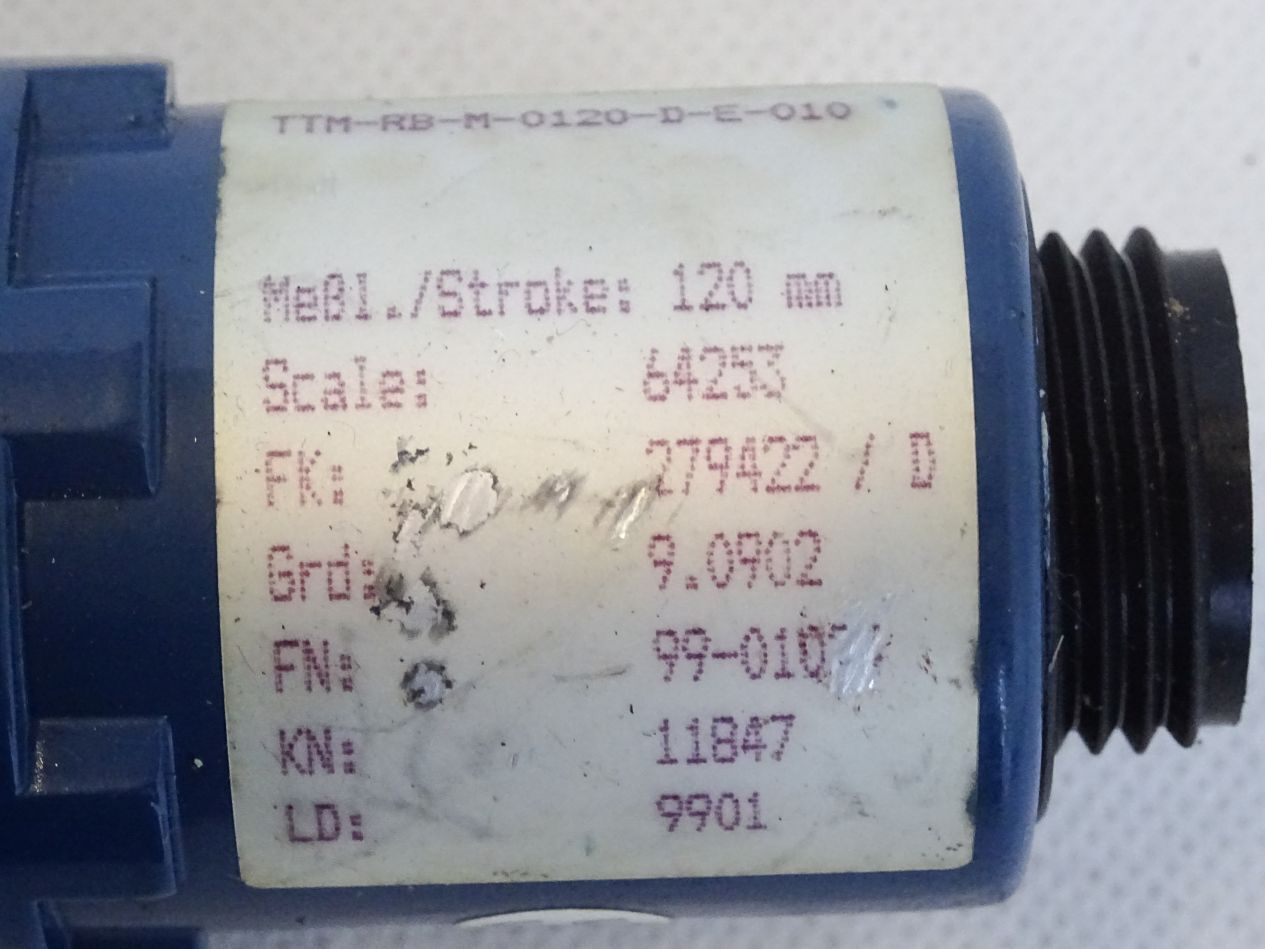 TTM-RB-M-0120-D-E-010
Meßl./Stroke: 120 mm
Scale: 64253
FK: 279422 / D
Grd: 9.0902
FN:
KN: 11847
LD: 9901